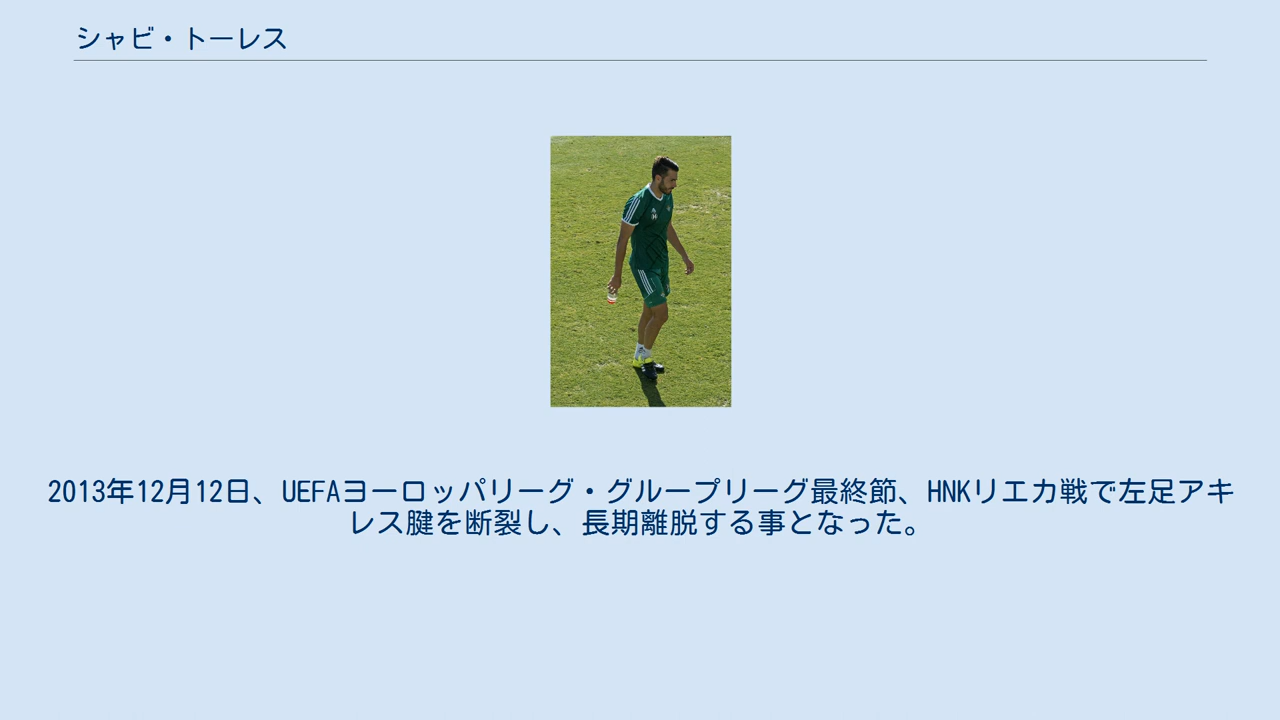 シャビ・トーレス
2013年12月12日、UEFAヨーロッパリーグ・グループリーグ最終節、HNKリエカ戦で左足アキ
レス腱を断裂し、長期離脱する事となった。